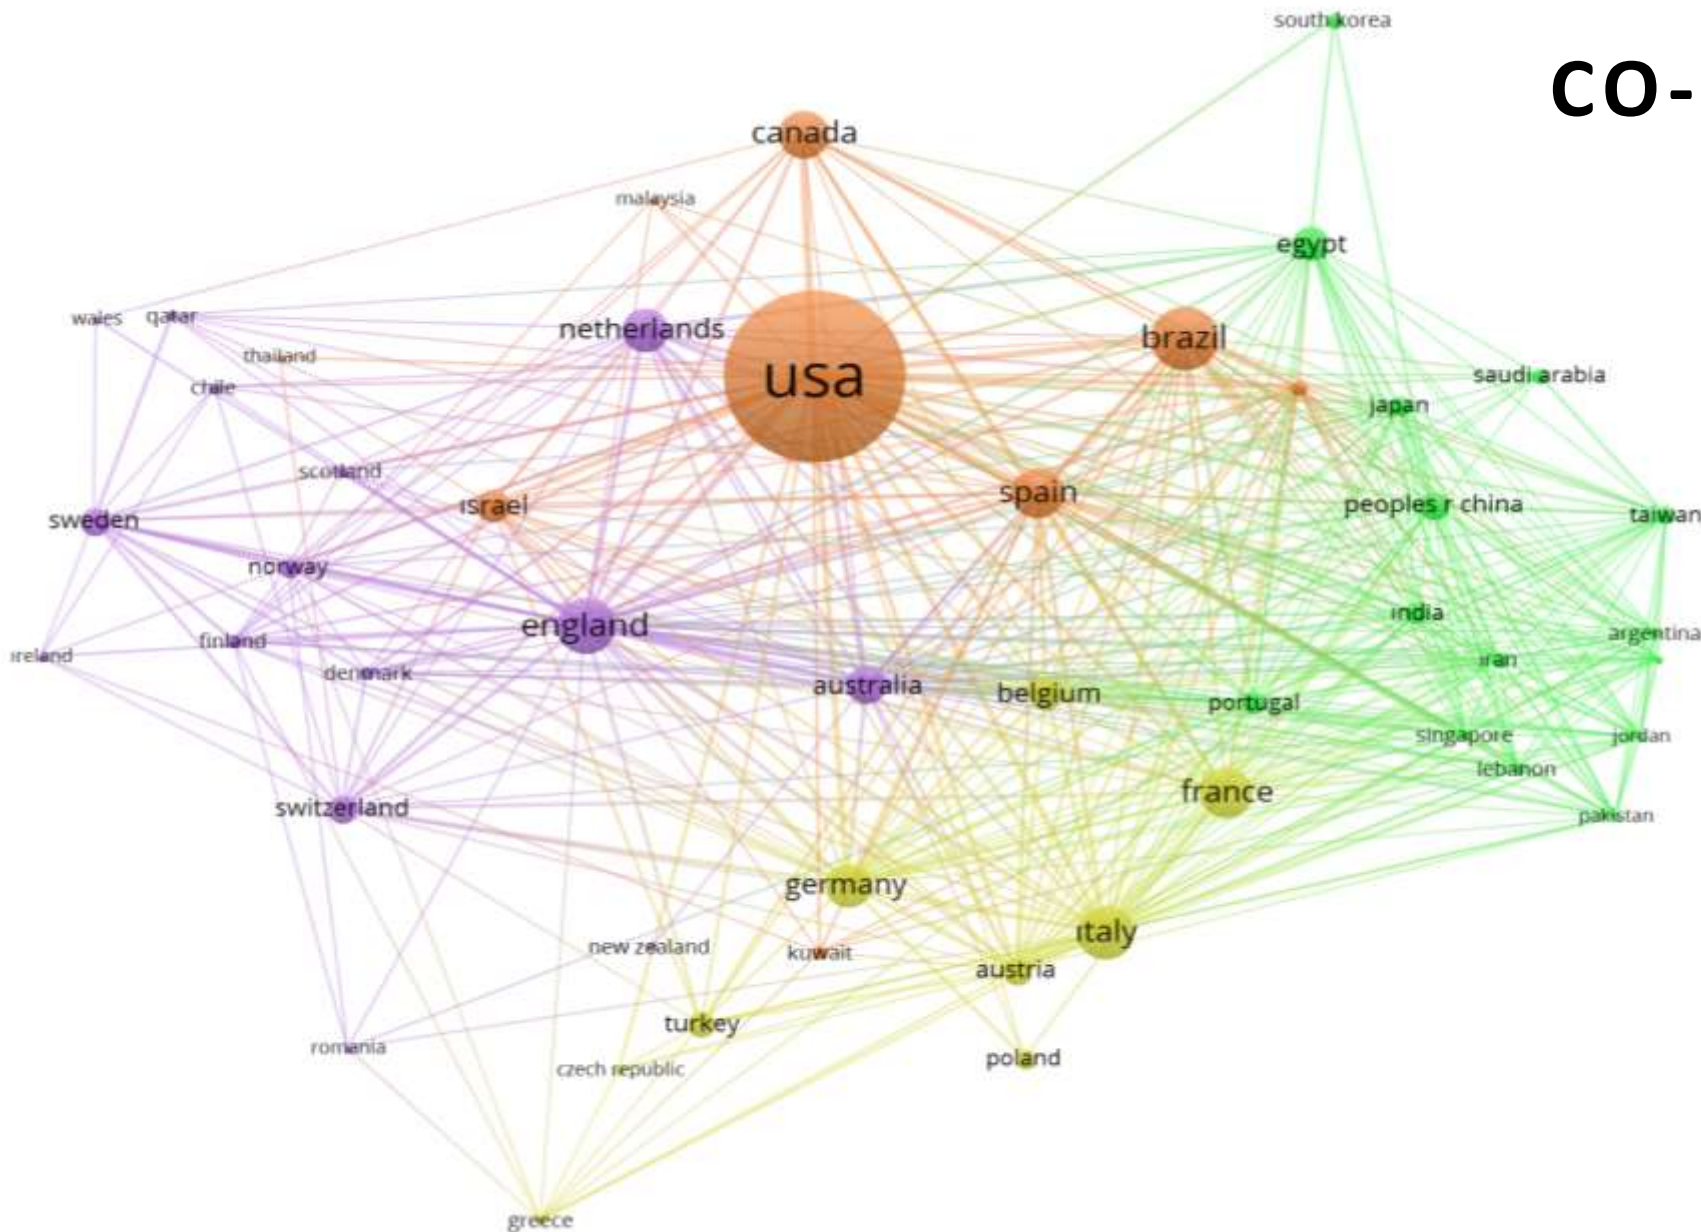 south korea
CO-
canada
malaysia
egypt
wales
qatar
netherlands
brazil
thailand
usa
chile
saudi arabia
japan
scotland
israel
spain
peoples r china
taiwan
sweden
norway
england
india
finland
argentina
ireland
iran
denmark
australia
belgium
portugal
singapore
jordan
lebanon
switzerland
france
pakistan
germany
italy
new zealand
kuwait
austria
turkey
romania
poland
czech republic
greece